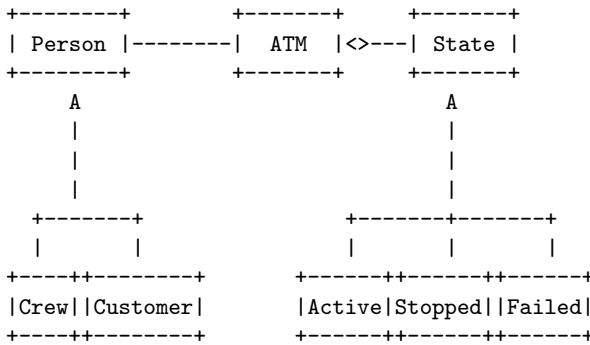 +--------+ +-------+ +-------+
| Person |--------| ATM |<>---| State |
+--------+ +-------+ +-------+
A A
| |
| |
| |
+-------+ +-------+-------+
| | | | |
+----++--------+ +------++------++------+
|Crew||Customer| |Active|Stopped||Failed|
+----++--------+ +------++------++------+